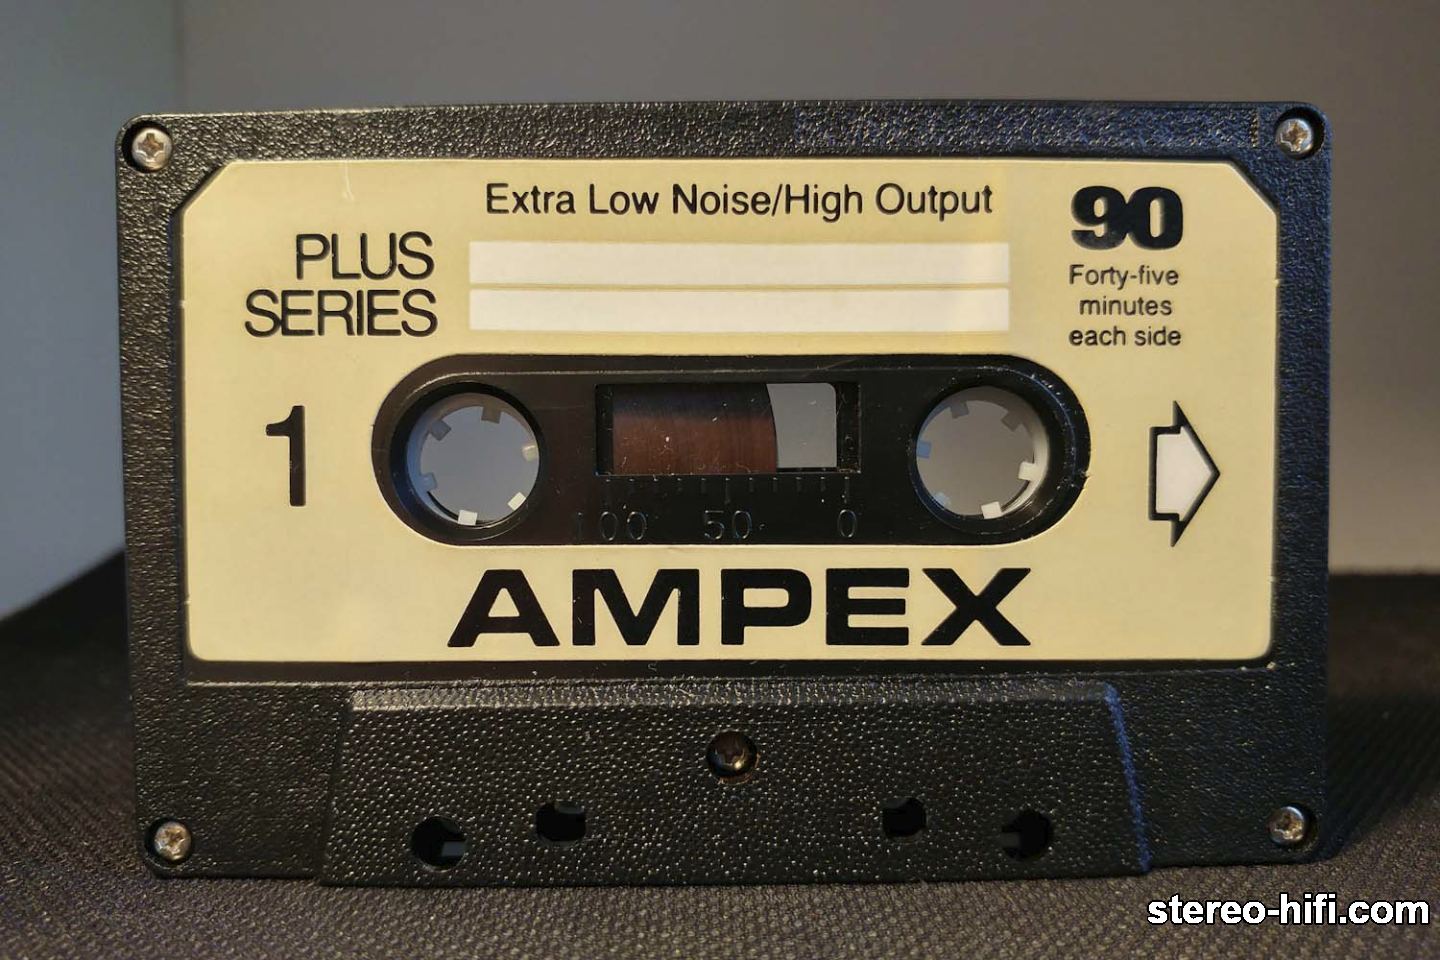 Extra Low Noise/High Output
90
PLUS
SERIES
Forty-five
minutes
each side
1
100 50 0
AMPEX
stereo-hifi.com